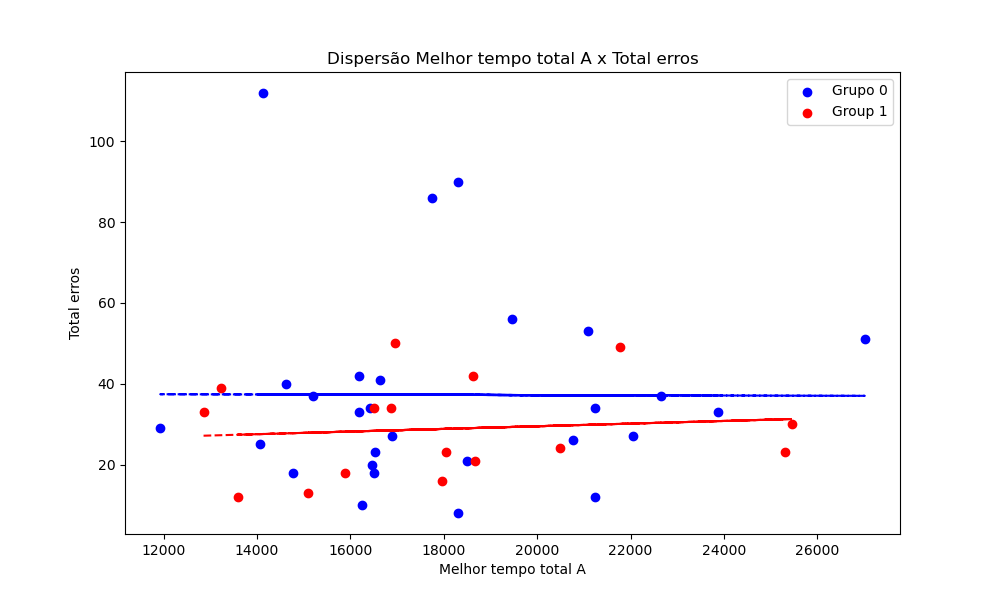 Dispersão Melhor tempo total A x Total erros
Grupo 0
Group 1
Total erros
100
80
60
40
20
12000
14000
16000
18000
20000
22000
24000
26000
Melhor tempo total A